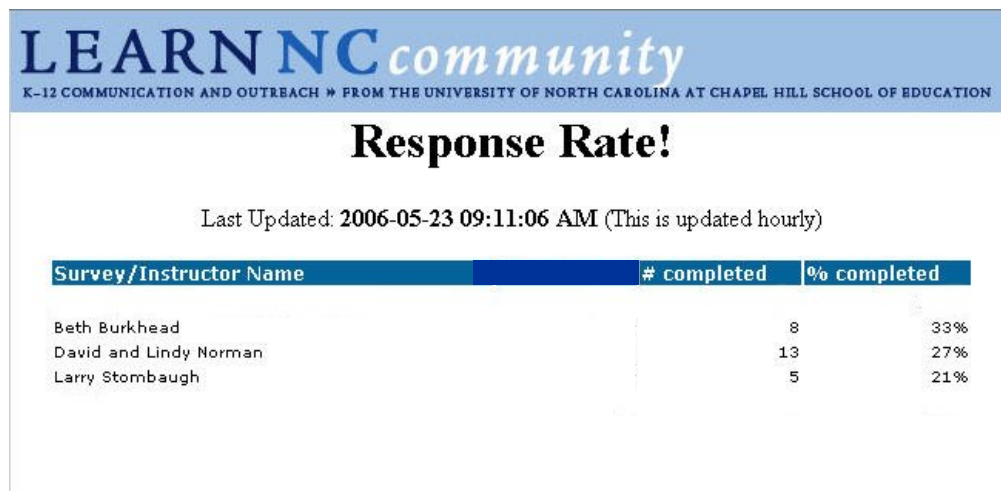 LEARN NC community
K-12 COMMUNICATION AND OUTREACH » FROM THE UNIVERSITY OF NORTH CAROLINA AT CHAPEL HILL SCHOOL OF EDUCATION
Response Rate!
Last Updated: 2006-05-23 09:11:06 AM (This is updated hourly)
Survey/Instructor Name # completed % completed
Beth Burkhead 8 33%
David and Lindy Norman 13 27%
Larry Stombaugh 5 21%